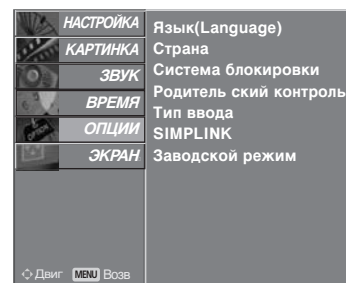 НАСТРОЙКА
КАРТИНКА
ЗВУК
ВРЕМЯ
ОПЦИИ
ЭКРАН
Язык(Language)
Страна
Система блокировки
Родитель ский контроль
Тип ввода
SIMPLINK
Заводской режим
Двиг MENU Возв